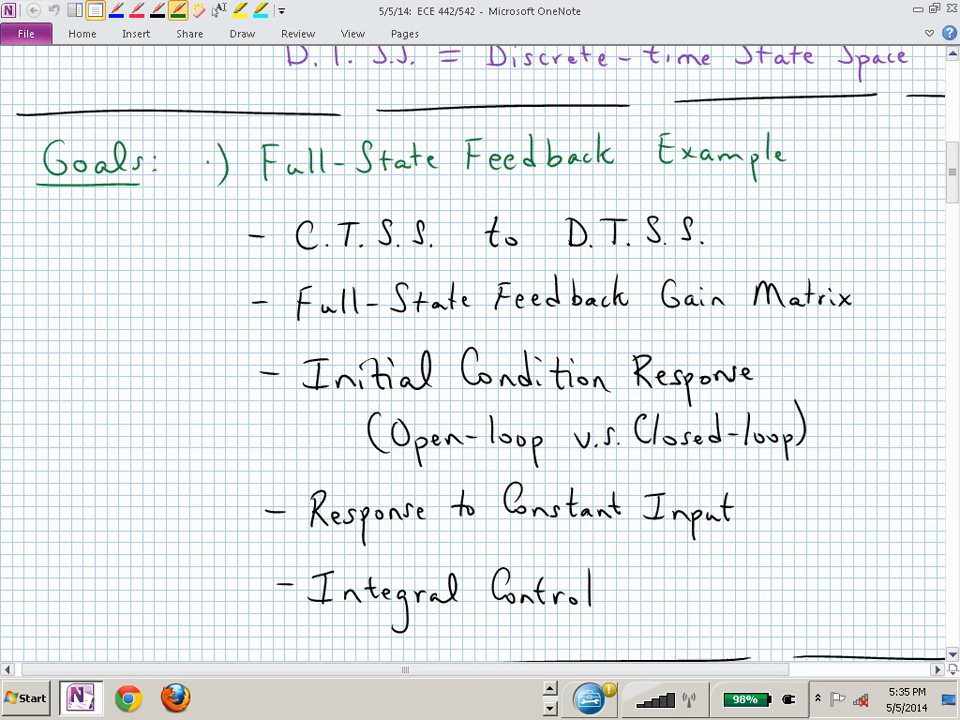 5/5/14: ECE 442/542 - Microsoft OneNote
File Home Insert Share Draw Review View Pages
D.T.S.S. = Discrete-time State Space
Goals: ·) Full-State Feedback Example
- C.T.S.S. to D.T.S.S.
- Full-State Feedback Gain Matrix
- Initial Condition Response
(Open-loop v.s. Closed-loop)
- Response to Constant Input
- Integral Control
Start 98% 5:35 PM
5/5/2014